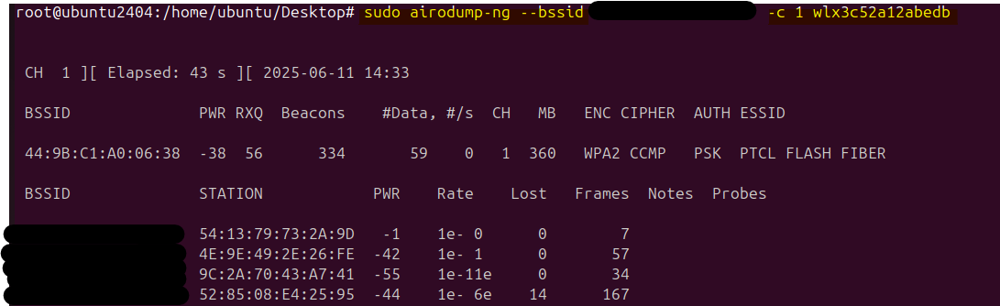 root@ubuntu2404:/home/ubuntu/Desktop# sudo airodump-ng --bssid -c 1 wlx3c52a12abedb
CH 1 ][ Elapsed: 43 s ][ 2025-06-11 14:33
BSSID PWR RXQ Beacons #Data, #/s CH MB ENC CIPHER AUTH ESSID
44:9B:C1:A0:06:38 -38 56 334 59 0 1 360 WPA2 CCMP PSK PTCL FLASH FIBER
BSSID STATION PWR Rate Lost Frames Notes Probes
54:13:79:73:2A:9D -1 1e- 0 0 7
4E:9E:49:2E:26:FE -42 1e- 1 0 57
9C:2A:70:43:A7:41 -55 1e-11e 0 34
52:85:08:E4:25:95 -44 1e- 6e 14 167